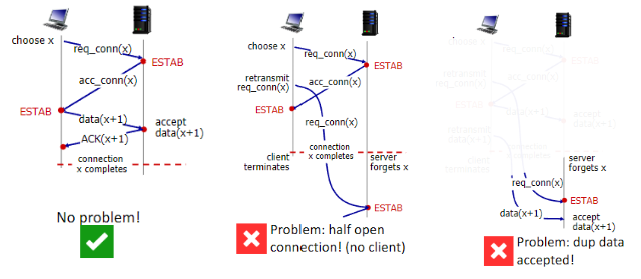 choose x
req_conn(x)
ESTAB
acc_conn(x)
ESTAB
data(x+1)
accept
data(x+1)
ACK(x+1)
connection
x completes
No problem!
choose x
req_conn(x)
ESTAB
retransmit
req_conn(x)
acc_conn(x)
ESTAB
req_conn(x)
connection
x completes
client
terminates
server
forgets x
ESTAB
Problem: half open
connection! (no client)
choose x
req_conn(x)
ESTAB
retransmit
req_conn(x)
acc_conn(x)
ESTAB
data(x+1)
accept
data(x+1)
retransmit
data(x+1)
connection
x completes
client
terminates
server
forgets x
req_conn(x)
ESTAB
data(x+1)
accept
data(x+1)
Problem: dup data
accepted!